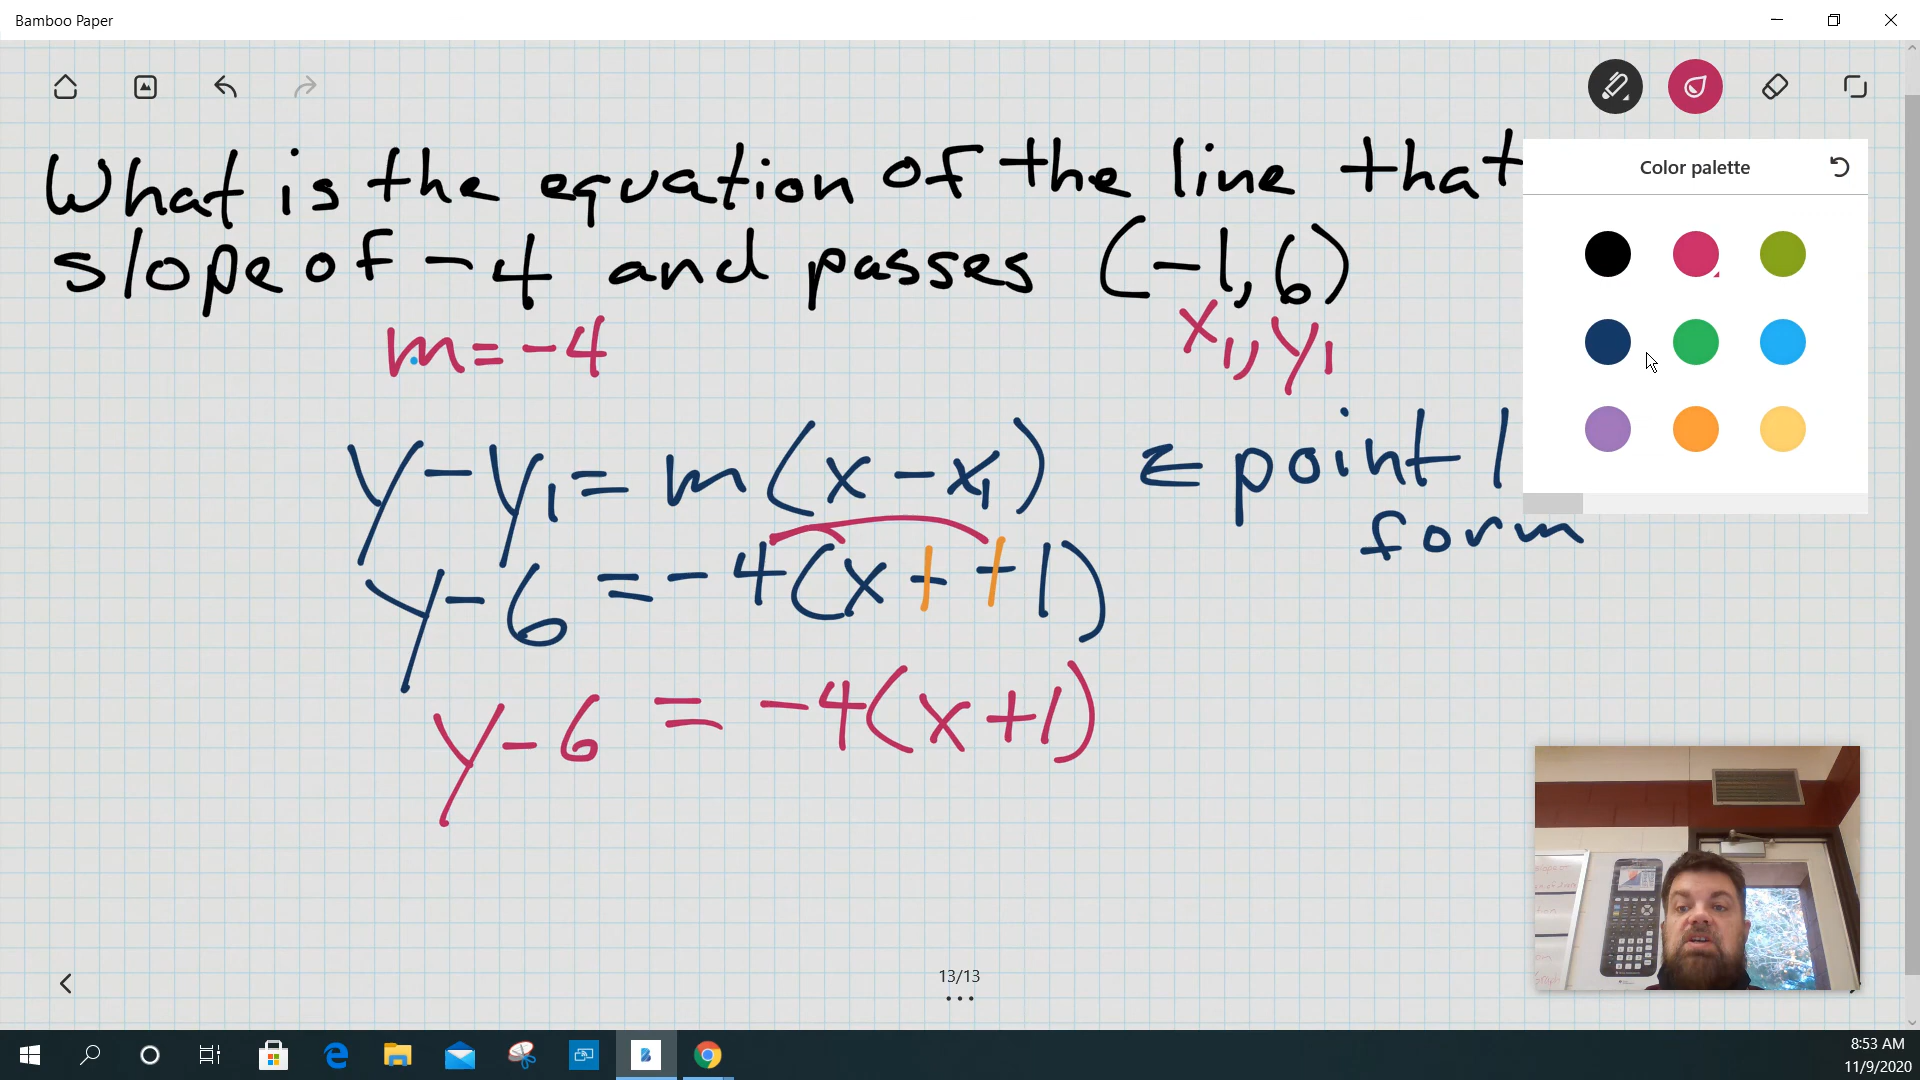 Bamboo Paper
What is the equation of the line that
slope of -4 and passes (-1,6)
m=-4
x₁, y₁
y-y₁= m(x-x₁) ← point
form
y-6 =-4(x++1)
y-6 = -4(x+1)
Color palette
13/13
8:53 AM
11/9/2020